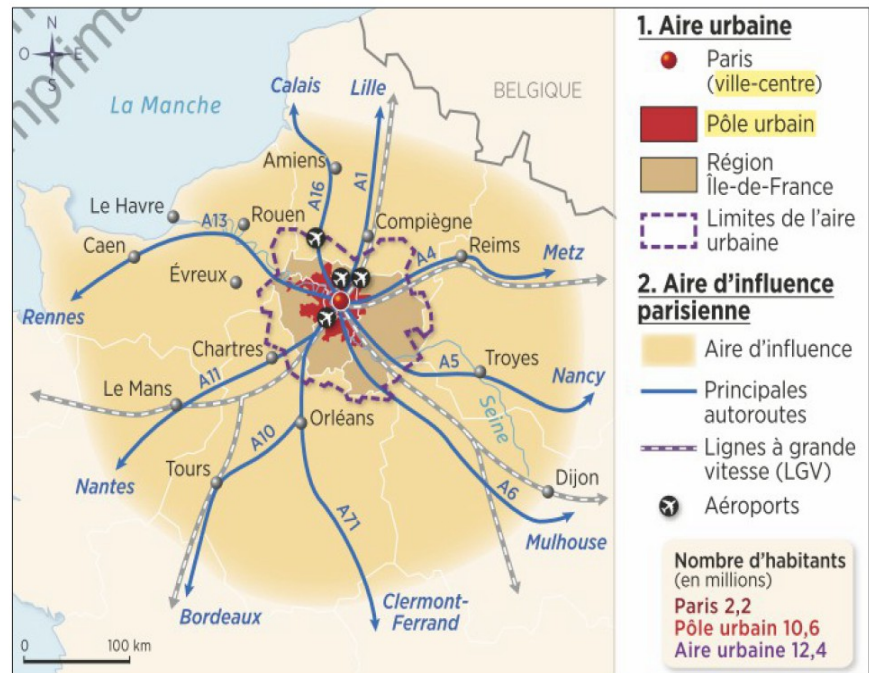 imprima
N
O
E
S
La Manche
Calais
Lille
BELGIQUE
Amiens
A16
A1
Le Havre
A13
Rouen
Compiègne
Caen
A4
Reims
Metz
Évreux
Rennes
Chartres
A5
Troyes
Le Mans
A11
Nancy
Seine
Orléans
A10
Tours
Dijon
Nantes
A6
A71
Mulhouse
Bordeaux
Clermont-
Ferrand
0
100 km
1. Aire urbaine
Paris
(ville-centre)
Pôle urbain
Région
Île-de-France
Limites de l'aire
urbaine
2. Aire d'influence
parisienne
Aire d'influence
Principales
autoroutes
Lignes à grande
vitesse (LGV)
Aéroports
Nombre d'habitants
(en millions)
Paris 2,2
Pôle urbain 10,6
Aire urbaine 12,4